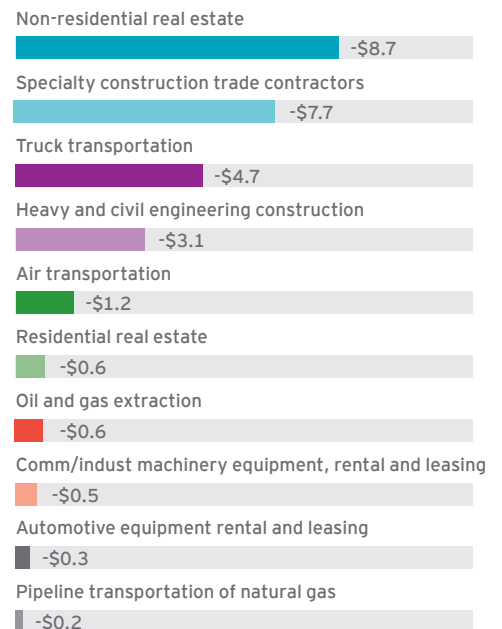 Non-residential real estate
-$8.7
Specialty construction trade contractors
-$7.7
Truck transportation
-$4.7
Heavy and civil engineering construction
-$3.1
Air transportation
-$1.2
Residential real estate
-$0.6
Oil and gas extraction
-$0.6
Comm/indust machinery equipment, rental and leasing
-$0.5
Automotive equipment rental and leasing
-$0.3
Pipeline transportation of natural gas
-$0.2